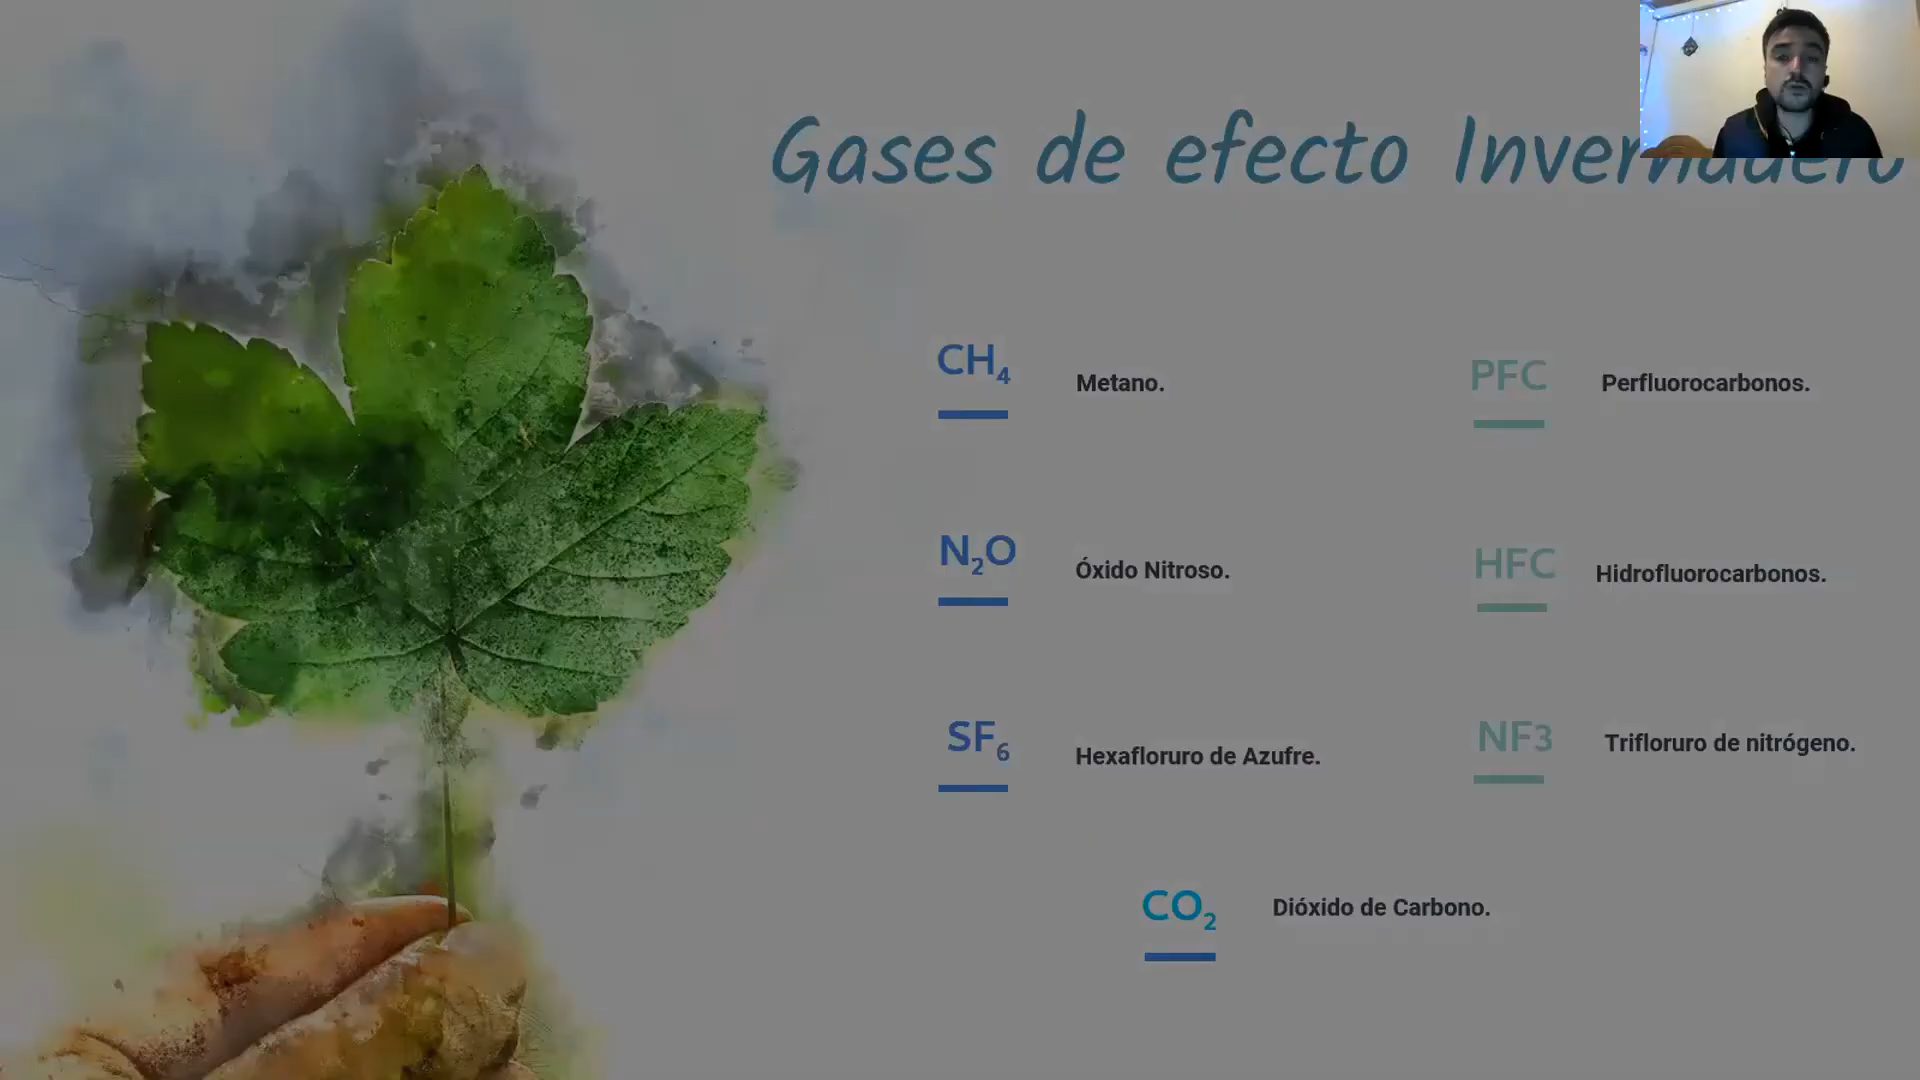 Gases de efecto Invernadero
CH₄
Metano.
PFC
Perfluorocarbonos.
N₂O
Óxido Nitroso.
HFC
Hidrofluorocarbonos.
SF₆
Hexafloruro de Azufre.
NF3
Trifloruro de nitrógeno.
CO₂
Dióxido de Carbono.